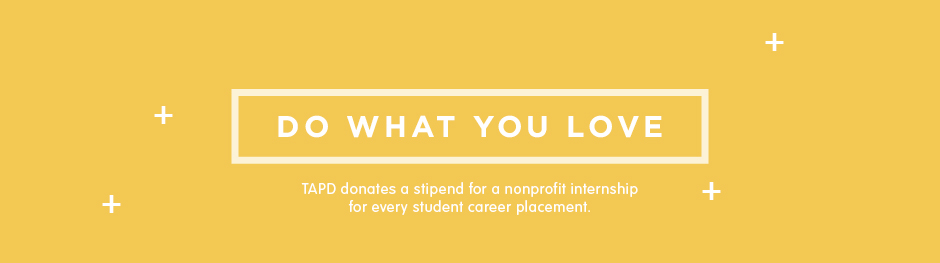 DO WHAT YOU LOVE
TAPD donates a stipend for a nonprofit internship
for every student career placement.